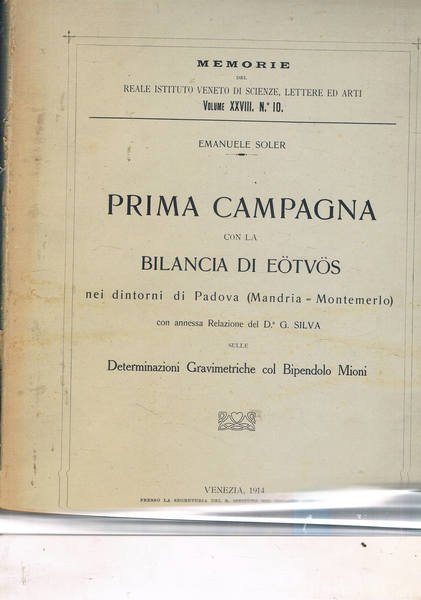 MEMORIE
DEL
REALE ISTITUTO VENETO DI SCIENZE, LETTERE ED ARTI
VOLUME XXVIII. N.º 10.
EMANUELE SOLER
PRIMA CAMPAGNA
CON LA
BILANCIA DI EÖTVÖS
nei dintorni di Padova (Mandria - Montemerlo)
con annessa Relazione del D.r G. SILVA
SULLE
Determinazioni Gravimetriche col Bipendolo Mioni
VENEZIA, 1914
PRESSO LA SEGRETERIA DEL R. ISTITUTO